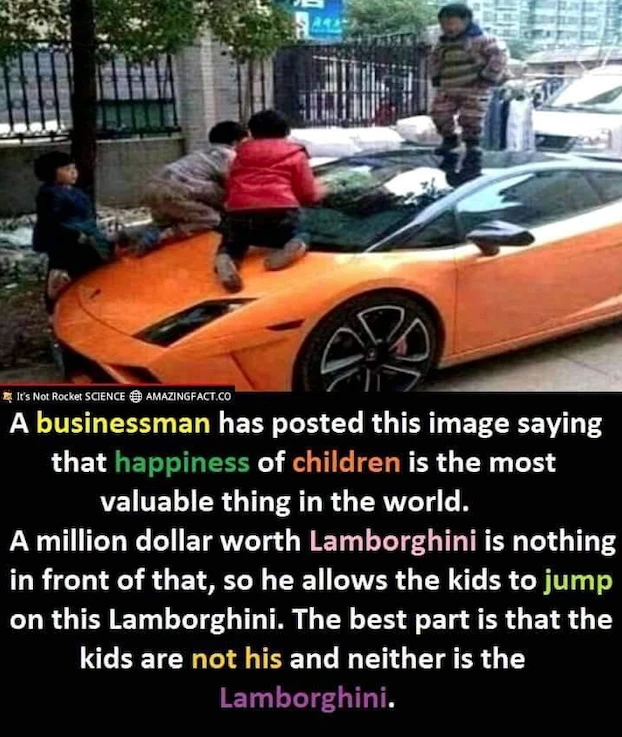 It's Not Rocket SCIENCE AMAZINGFACT.CO
A businessman has posted this image saying
that happiness of children is the most
valuable thing in the world.
A million dollar worth Lamborghini is nothing
in front of that, so he allows the kids to jump
on this Lamborghini. The best part is that the
kids are not his and neither is the
Lamborghini.